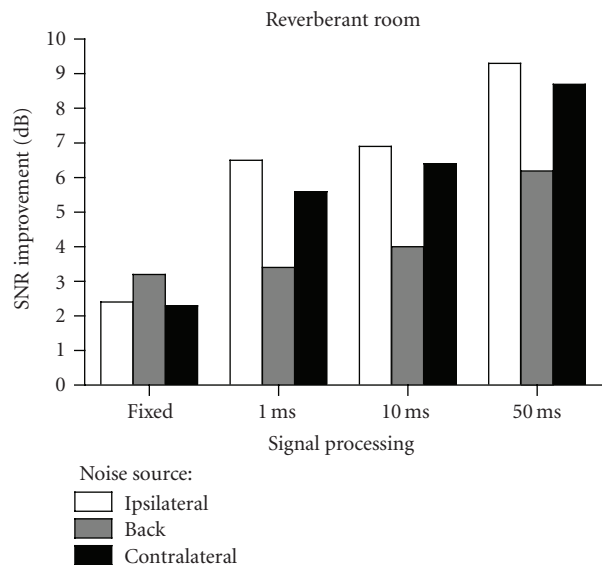 Reverberant room
SNR improvement (dB)
10
9
8
7
6
5
4
3
2
1
0
Fixed 1 ms 10 ms 50 ms
Signal processing
Noise source:
Ipsilateral
Back
Contralateral